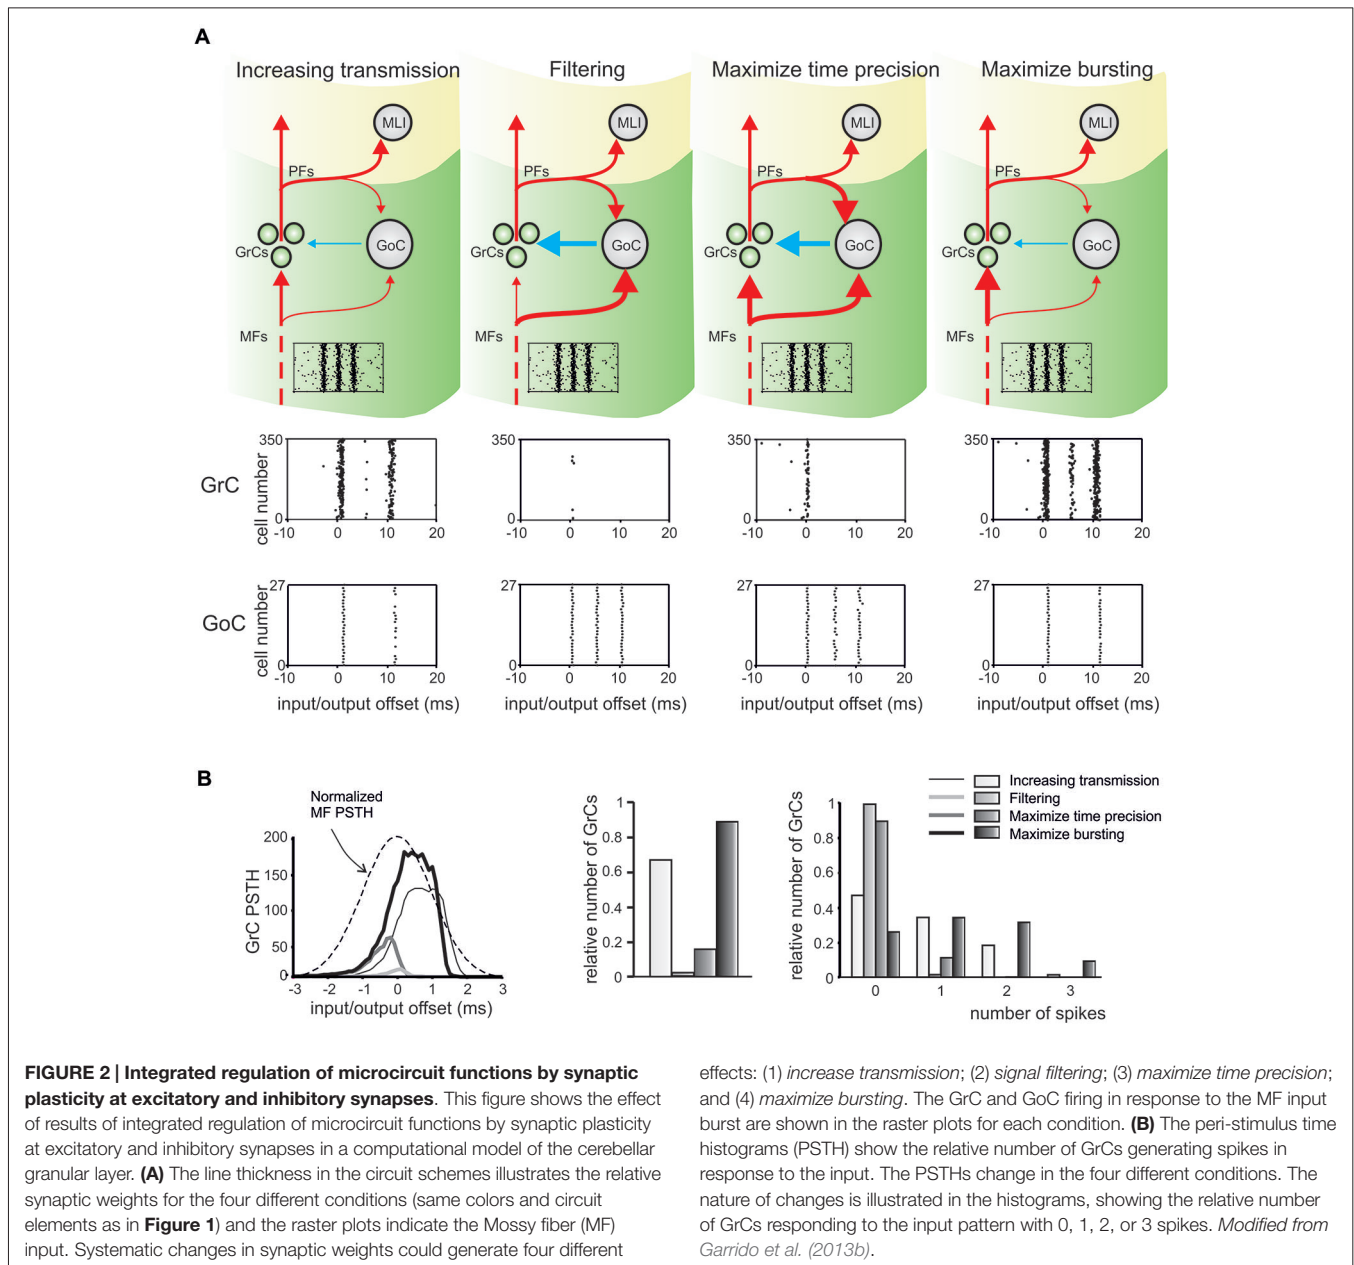 A
Increasing transmission
Filtering
Maximize time precision
Maximize bursting
MLI
MLI
MLI
MLI
PFs
PFs
PFs
PFs
GrCs
GoC
GrCs
GoC
GrCs
GoC
GrCs
GoC
MFs
MFs
MFs
MFs
GrC
cell number
350
0
-10
0
10
20
350
0
-10
0
10
20
350
0
-10
0
10
20
350
0
-10
0
10
20
GoC
cell number
27
0
-10
0
10
20
27
0
-10
0
10
20
27
0
-10
0
10
20
27
0
-10
0
10
20
input/output offset (ms)
input/output offset (ms)
input/output offset (ms)
input/output offset (ms)
B
Normalized
MF PSTH
GrC PSTH
200
150
100
50
0
-3
-2
-1
0
1
2
3
input/output offset (ms)
relative number of GrCs
1
0.8
0.6
0.4
0.2
0
relative number of GrCs
1
0.8
0.6
0.4
0.2
0
0
1
2
3
number of spikes
Increasing transmission
Filtering
Maximize time precision
Maximize bursting
FIGURE 2 | Integrated regulation of microcircuit functions by synaptic
plasticity at excitatory and inhibitory synapses. This figure shows the effect
of results of integrated regulation of microcircuit functions by synaptic plasticity
at excitatory and inhibitory synapses in a computational model of the cerebellar
granular layer. (A) The line thickness in the circuit schemes illustrates the relative
synaptic weights for the four different conditions (same colors and circuit
elements as in Figure 1) and the raster plots indicate the Mossy fiber (MF)
input. Systematic changes in synaptic weights could generate four different
effects: (1) increase transmission; (2) signal filtering; (3) maximize time precision;
and (4) maximize bursting. The GrC and GoC firing in response to the MF input
burst are shown in the raster plots for each condition. (B) The peri-stimulus time
histograms (PSTH) show the relative number of GrCs generating spikes in
response to the input. The PSTHs change in the four different conditions. The
nature of changes is illustrated in the histograms, showing the relative number
of GrCs responding to the input pattern with 0, 1, 2, or 3 spikes. Modified from
Garrido et al. (2013b).